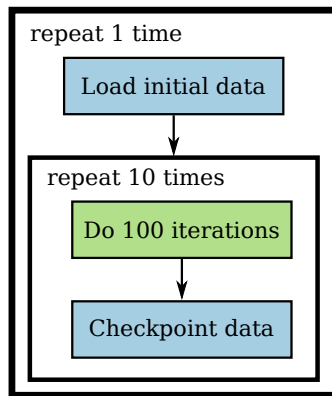 repeat 1 time
Load initial data
repeat 10 times
Do 100 iterations
Checkpoint data